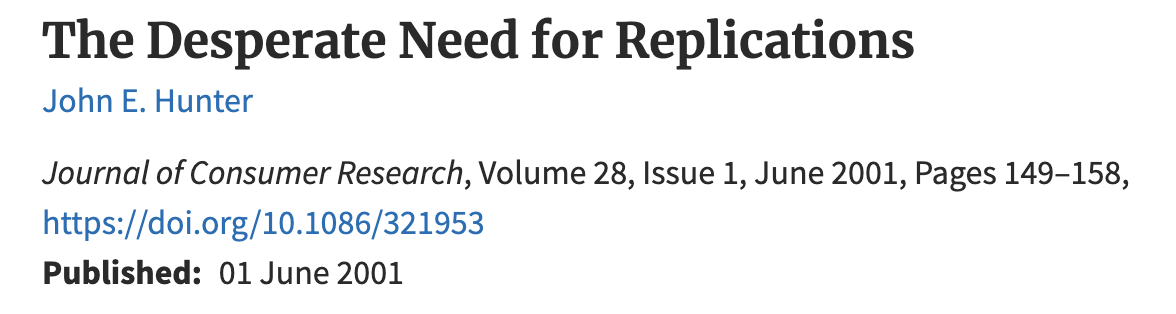 The Desperate Need for Replications
John E. Hunter
Journal of Consumer Research, Volume 28, Issue 1, June 2001, Pages 149–158,
https://doi.org/10.1086/321953
Published: 01 June 2001